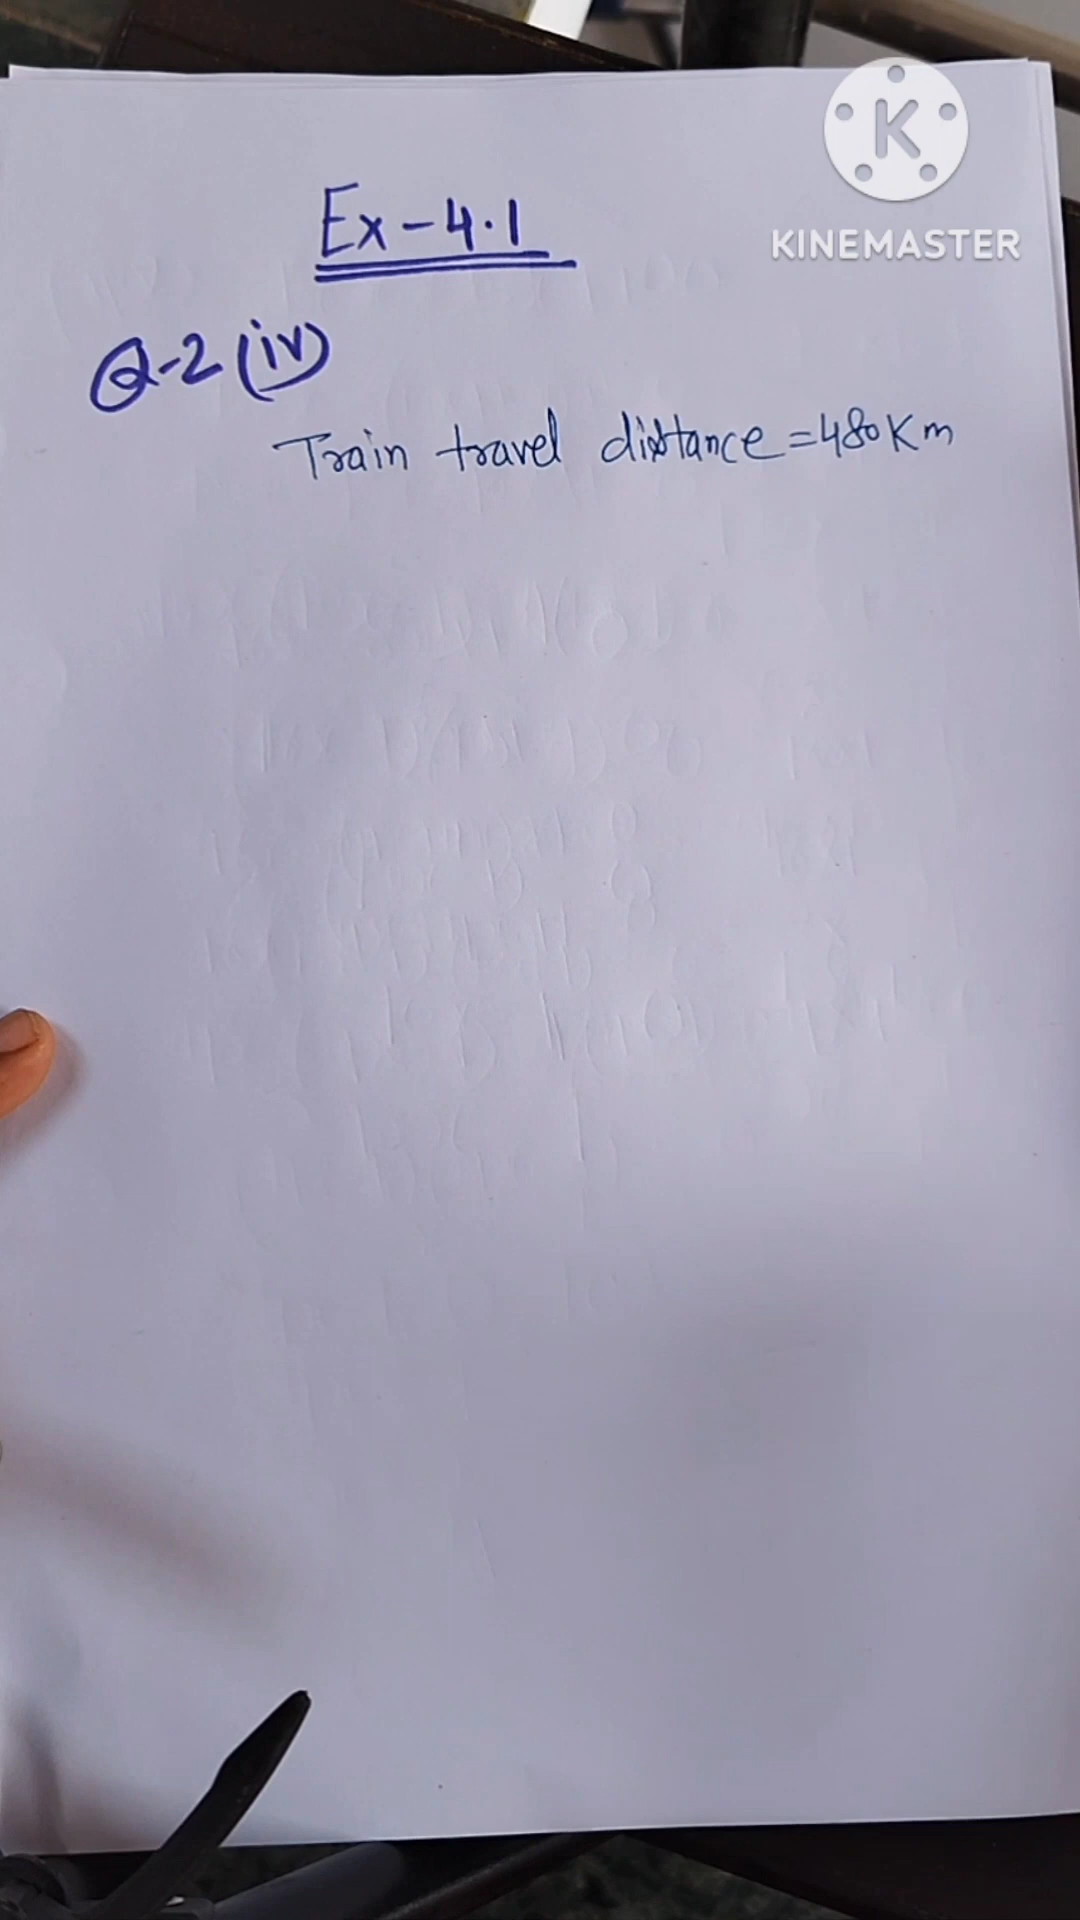 K
KINEMASTER
Ex-4.1
Q-2 (iv)
Train travel distance = 480 Km